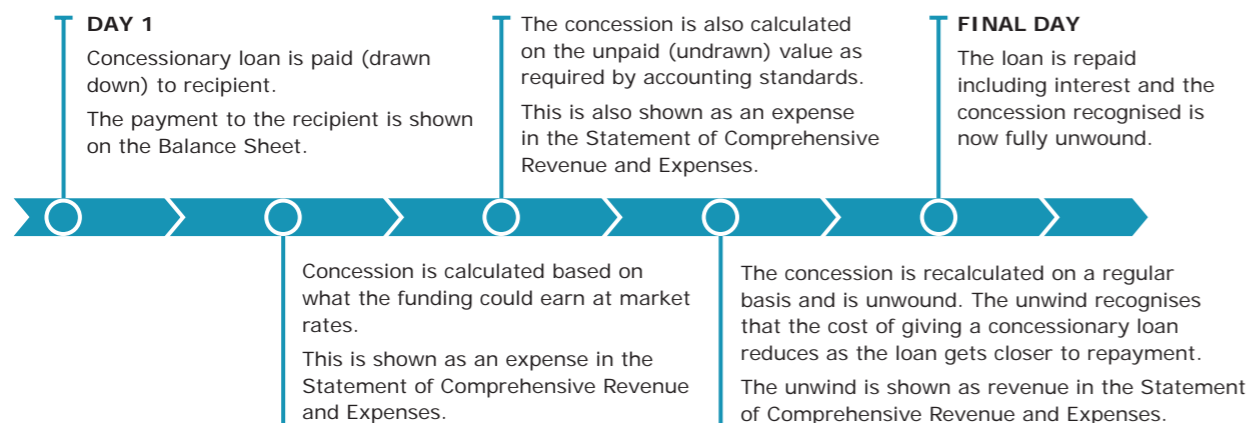 DAY 1
Concessionary loan is paid (drawn
down) to recipient.
The payment to the recipient is shown
on the Balance Sheet.
Concession is calculated based on
what the funding could earn at market
rates.
This is shown as an expense in the
Statement of Comprehensive Revenue
and Expenses.
The concession is also calculated
on the unpaid (undrawn) value as
required by accounting standards.
This is also shown as an expense
in the Statement of Comprehensive
Revenue and Expenses.
The concession is recalculated on a regular
basis and is unwound. The unwind recognises
that the cost of giving a concessionary loan
reduces as the loan gets closer to repayment.
The unwind is shown as revenue in the Statement
of Comprehensive Revenue and Expenses.
FINAL DAY
The loan is repaid
including interest and the
concession recognised is
now fully unwound.